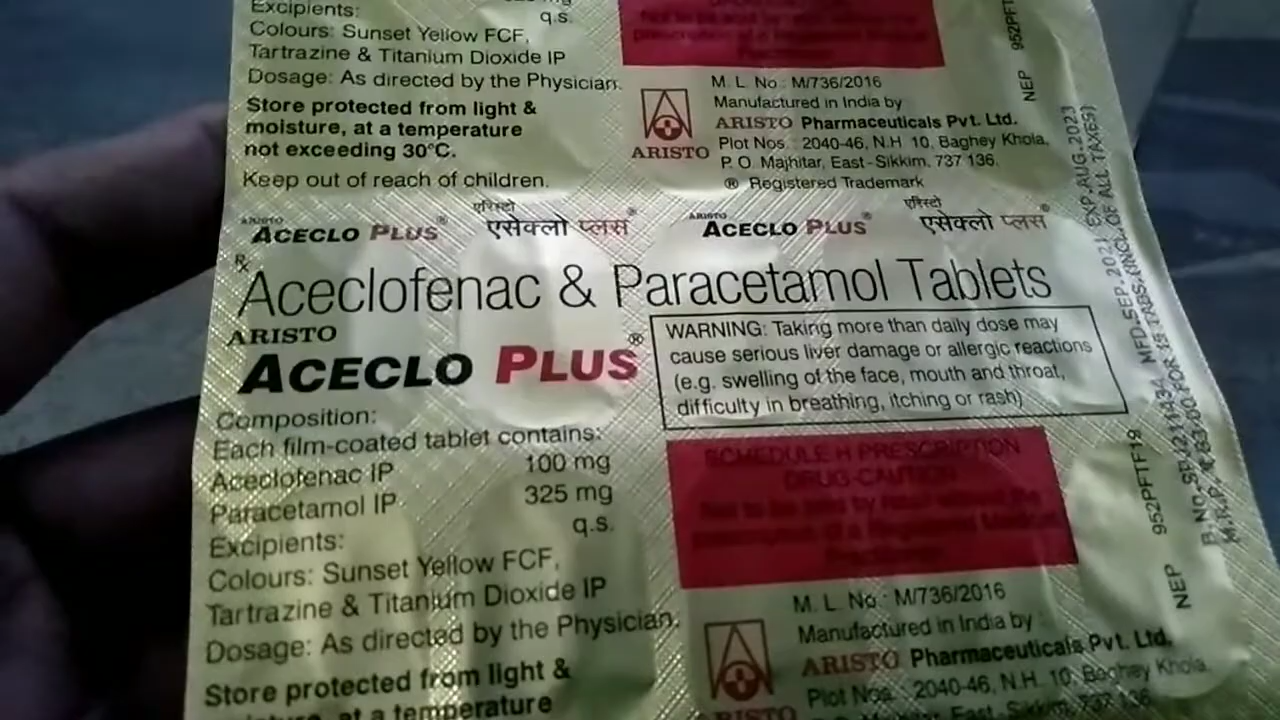 Excipients:
q.s.
Colours: Sunset Yellow FCF,
Tartrazine & Titanium Dioxide IP
Dosage: As directed by the Physician.
Store protected from light &
moisture, at a temperature
not exceeding 30°C.
Keep out of reach of children.
M. L. No : M/736/2016
Manufactured in India by
ARISTO Pharmaceuticals Pvt. Ltd.
Plot Nos. : 2040-46, N.H 10, Baghey Khola,
P. O. Majhitar, East-Sikkim. 737 136.
® Registered Trademark
ARISTO
NEP 952PFT
ARISTO
ACECLO PLUS®
एरिस्टो
एसेक्लो प्लस®
ARISTO
ACECLO PLUS®
एरिस्टो
एसेक्लो प्लस®
Rx
Aceclofenac & Paracetamol Tablets
ARISTO
ACECLO PLUS®
WARNING: Taking more than daily dose may
cause serious liver damage or allergic reactions
(e.g. swelling of the face, mouth and throat,
difficulty in breathing, itching or rash)
Composition:
Each film-coated tablet contains:
Aceclofenac IP 100 mg
Paracetamol IP 325 mg
Excipients: q.s.
Colours: Sunset Yellow FCF,
Tartrazine & Titanium Dioxide IP
Dosage: As directed by the Physician.
Store protected from light &
at a temperature
SCHEDULE H PRESCRIPTION
DRUG-CAUTION
M. L. No : M/736/2016
Manufactured in India by
ARISTO Pharmaceuticals Pvt. Ltd.
Plot Nos. : 2040-46, N.H. 10, Baghey Khola,
East-Sikkim. 737 136
ARISTO
NEP 952PFTF19
MFD.SEP.2021 EXP.AUG.2023
TABS.(INCL.OF ALL TAXES)